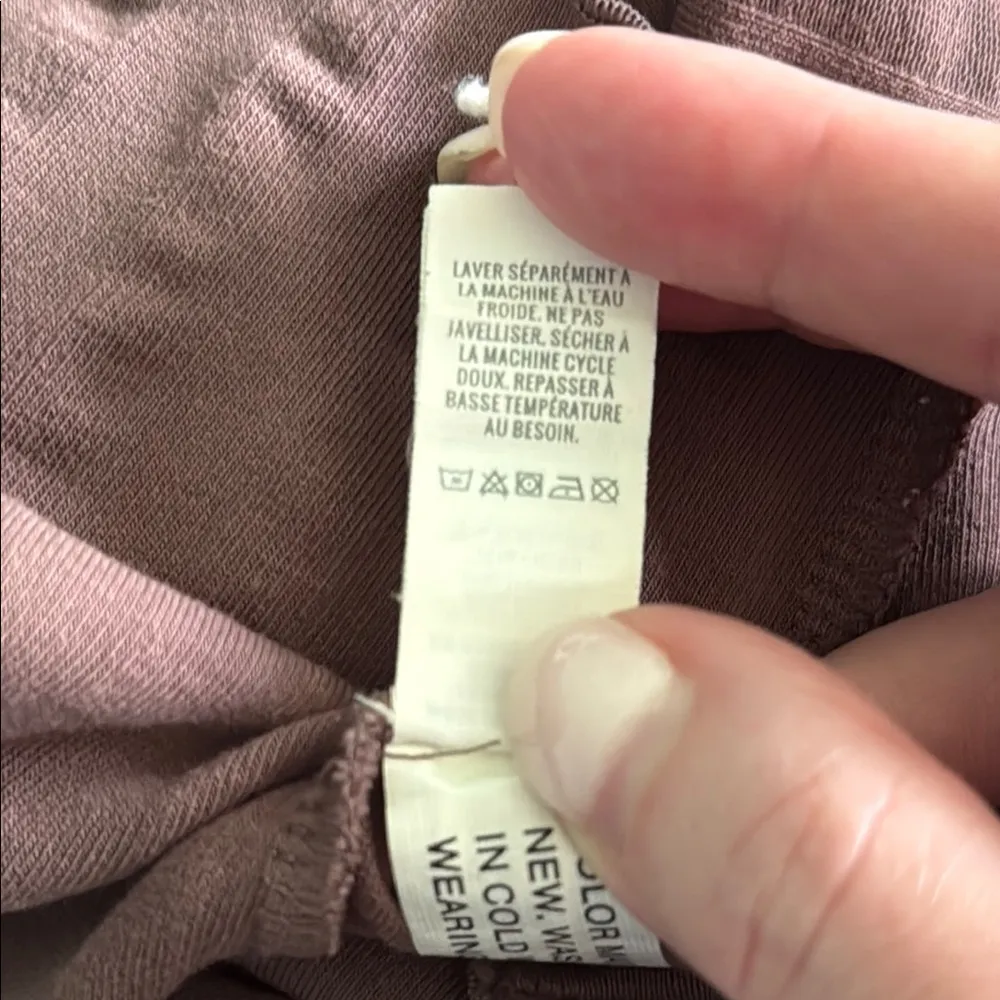 LAVER SÉPARÉMENT À
LA MACHINE À L'EAU
FROIDE. NE PAS
JAVELLISER. SÉCHER À
LA MACHINE CYCLE
DOUX. REPASSER À
BASSE TEMPÉRATURE
AU BESOIN.
NEW. WAS
IN COLD
WEARIN